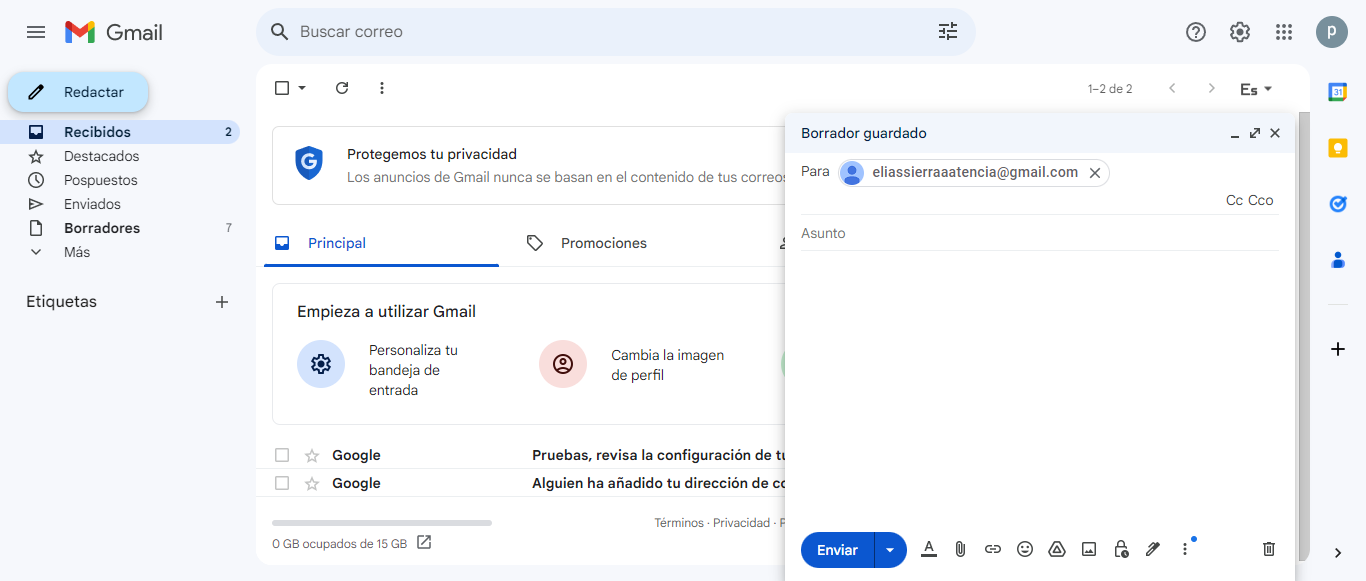 Gmail
Buscar correo
P
Redactar
Recibidos 2
Destacados
Pospuestos
Enviados
Borradores 7
Más
Etiquetas
1–2 de 2
Es
31
G
Protegemos tu privacidad
Los anuncios de Gmail nunca se basan en el contenido de tus correos
Principal
Promociones
Empieza a utilizar Gmail
Personaliza tu
bandeja de
entrada
Cambia la imagen
de perfil
Google Pruebas, revisa la configuración de tu
Google Alguien ha añadido tu dirección de co
Términos · Privacidad · P
0 GB ocupados de 15 GB
Borrador guardado
Para eliassierraaatencia@gmail.com
Cc Cco
Asunto
Enviar